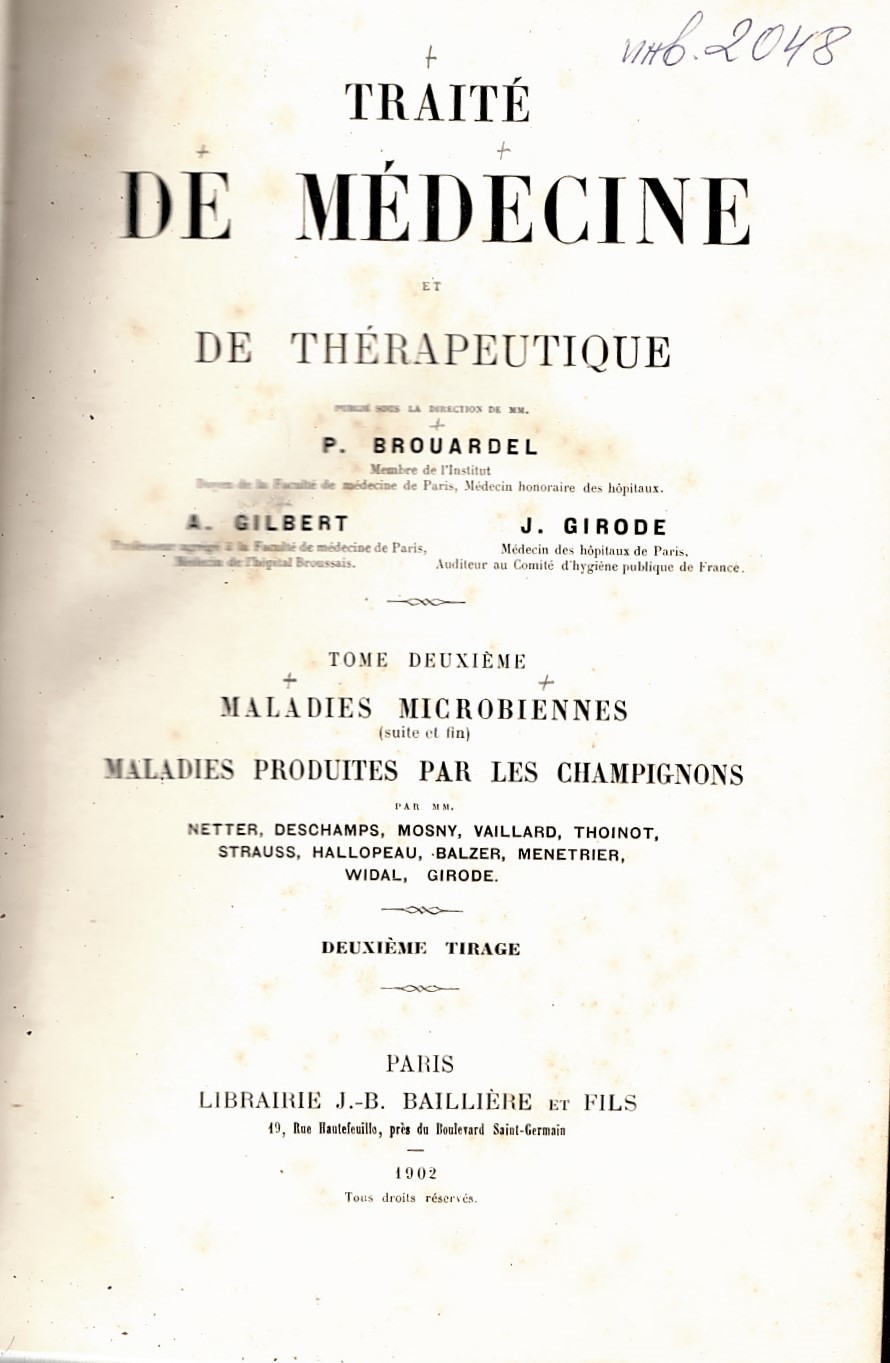 инв. 2048
TRAITÉ
DE MÉDECINE
ET
DE THÉRAPEUTIQUE
PUBLIÉ SOUS LA DIRECTION DE MM.
P. BROUARDEL
Membre de l'Institut
Doyen de la Faculté de médecine de Paris, Médecin honoraire des hôpitaux.
A. GILBERT
Professeur agrégé à la Faculté de médecine de Paris,
Médecin de l'hôpital Broussais.
J. GIRODE
Médecin des hôpitaux de Paris,
Auditeur au Comité d'hygiène publique de France.
TOME DEUXIÈME
MALADIES MICROBIENNES
(suite et fin)
MALADIES PRODUITES PAR LES CHAMPIGNONS
PAR MM.
NETTER, DESCHAMPS, MOSNY, VAILLARD, THOINOT,
STRAUSS, HALLOPEAU, BALZER, MENETRIER,
WIDAL, GIRODE.
DEUXIÈME TIRAGE
PARIS
LIBRAIRIE J.-B. BAILLIÈRE ET FILS
19, Rue Hautefeuille, près du Boulevard Saint-Germain
1902
Tous droits réservés.